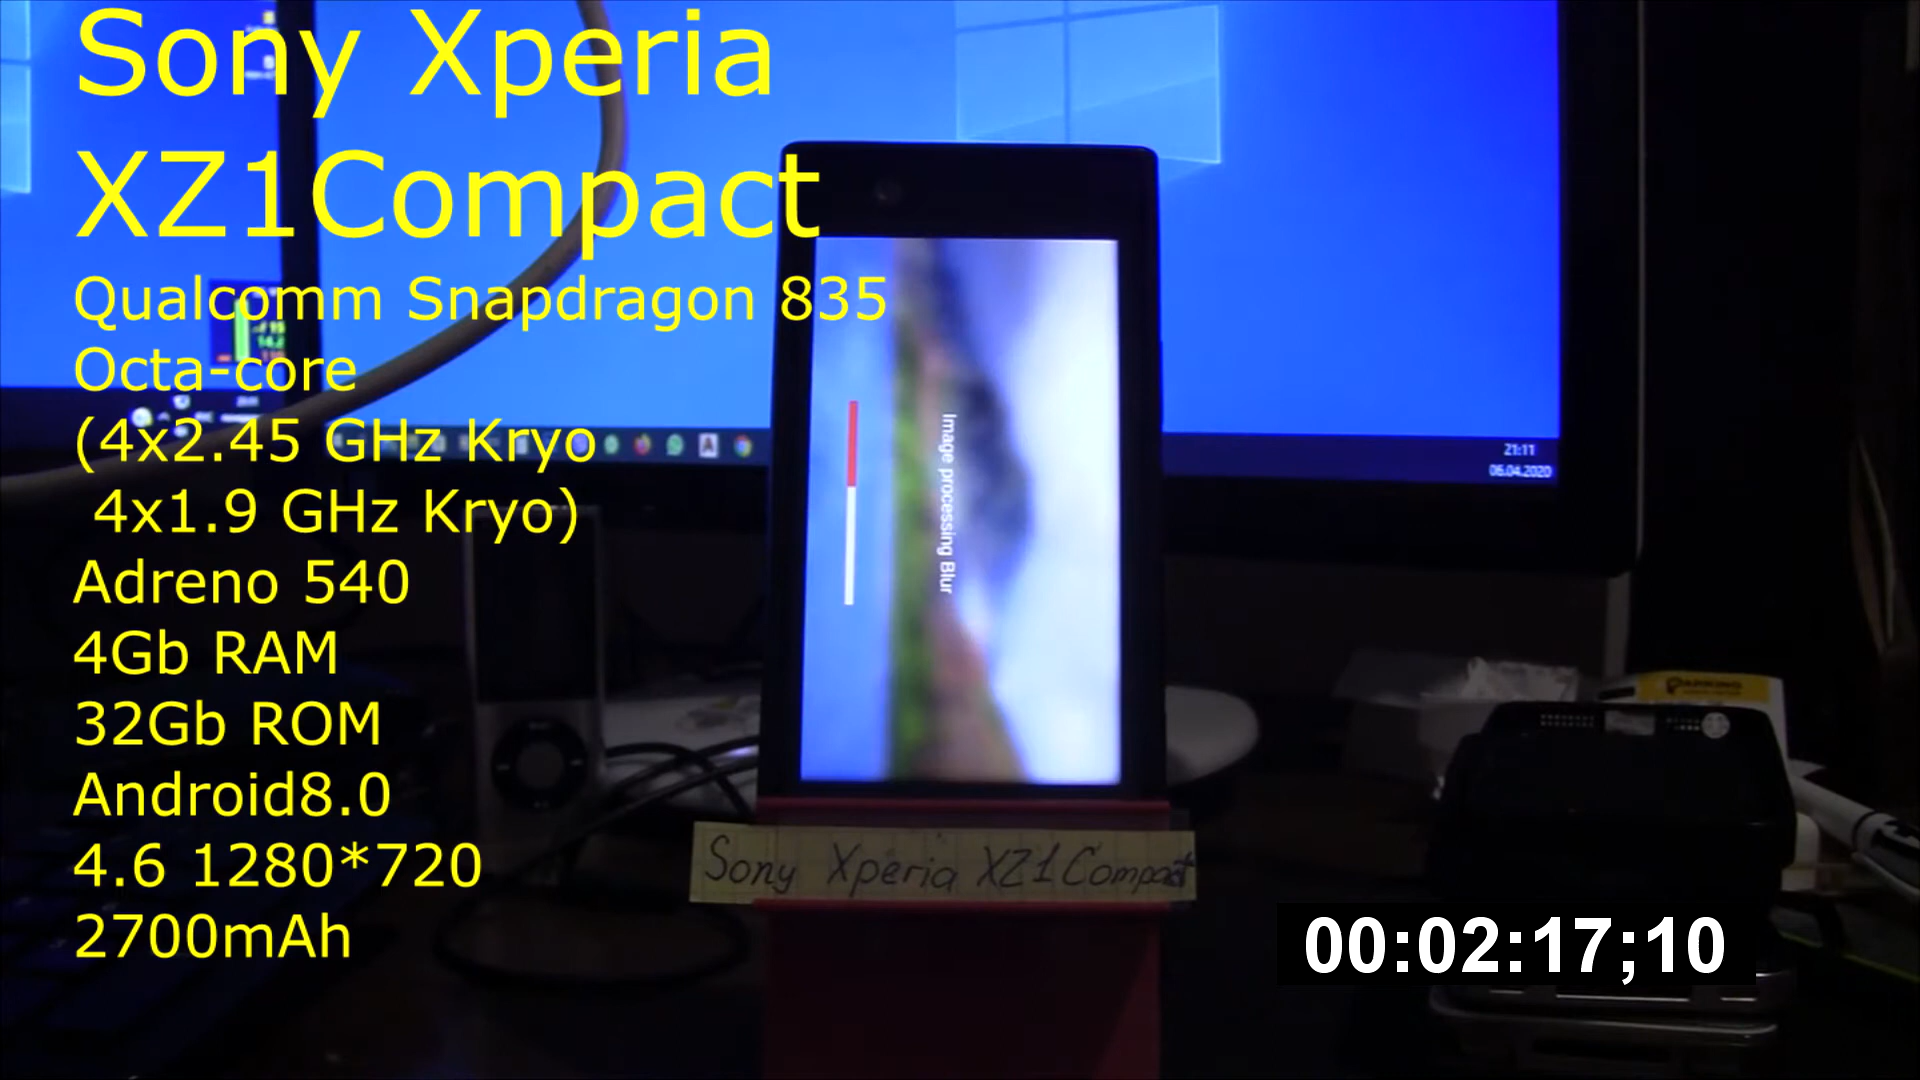 Sony Xperia
XZ1Compact
Qualcomm Snapdragon 835
Octa-core
(4x2.45 GHz Kryo
4x1.9 GHz Kryo)
Adreno 540
4Gb RAM
32Gb ROM
Android8.0
4.6 1280*720
2700mAh
Image processing Blur
21:11
06.04.2020
Sony Xperia XZ1Compact
00:02:17;10